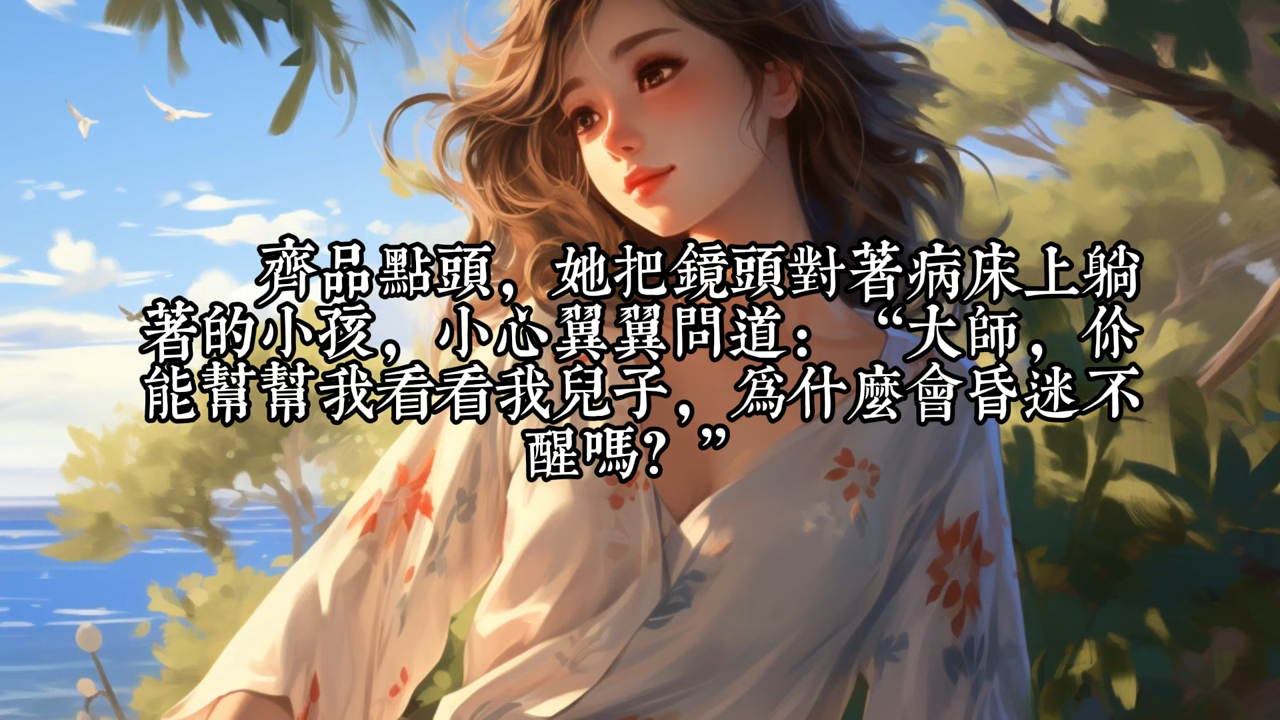 齊品點頭，她把鏡頭對著病床上躺
著的小孩，小心翼翼問道：“大師，伱
能幫幫我看看我兒子，爲什麼會昏迷不
醒嗎？”